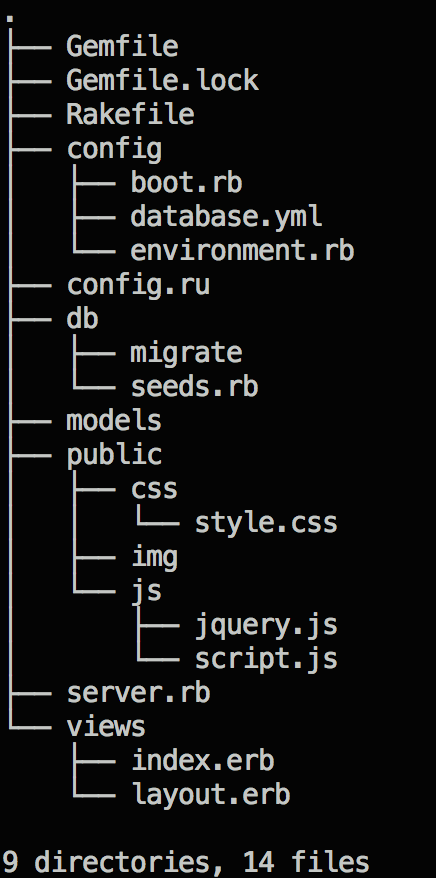 .
├── Gemfile
├── Gemfile.lock
├── Rakefile
├── config
│   ├── boot.rb
│   ├── database.yml
│   └── environment.rb
├── config.ru
├── db
│   ├── migrate
│   └── seeds.rb
├── models
├── public
│   ├── css
│   │   └── style.css
│   ├── img
│   └── js
│       ├── jquery.js
│       └── script.js
├── server.rb
└── views
    ├── index.erb
    └── layout.erb

9 directories, 14 files